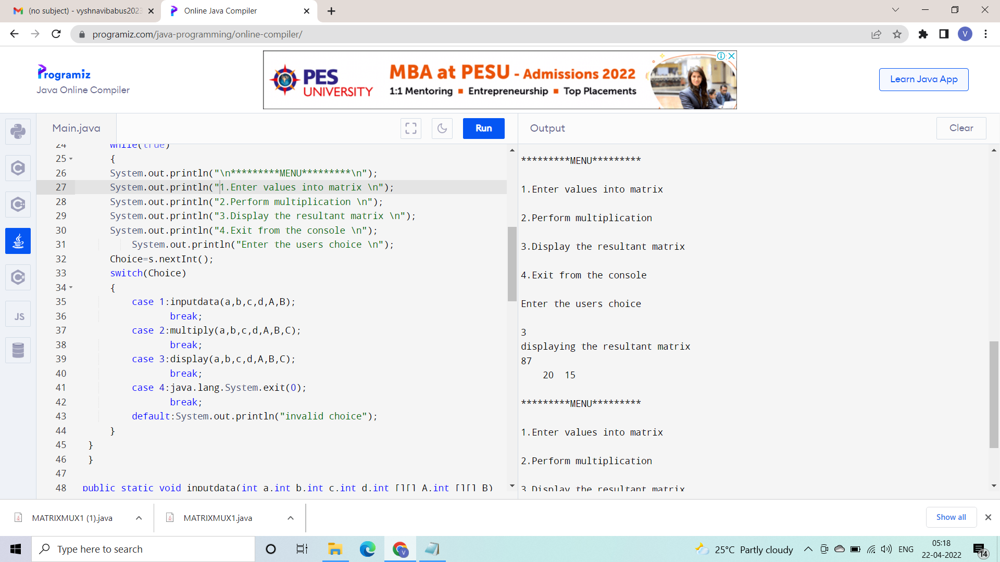 (no subject) - vyshnavibabus2023
Online Java Compiler
programiz.com/java-programming/online-compiler/
V
Programiz
Java Online Compiler
PES
UNIVERSITY
MBA at PESU - Admissions 2022
1:1 Mentoring ■ Entrepreneurship ■ Top Placements
Learn Java App
Main.java
Run
Output
Clear
24 while(true)
25 {
26 System.out.println("\n*********MENU*********\n");
27 System.out.println("1.Enter values into matrix \n");
28 System.out.println("2.Perform multiplication \n");
29 System.out.println("3.Display the resultant matrix \n");
30 System.out.println("4.Exit from the console \n");
31 System.out.println("Enter the users choice \n");
32 Choice=s.nextInt();
33 switch(Choice)
34 {
35 case 1:inputdata(a,b,c,d,A,B);
36 break;
37 case 2:multiply(a,b,c,d,A,B,C);
38 break;
39 case 3:display(a,b,c,d,A,B,C);
40 break;
41 case 4:java.lang.System.exit(0);
42 break;
43 default:System.out.println("invalid choice");
44 }
45 }
46 }
47
48 public static void inputdata(int a,int b,int c,int d,int [][] A,int [][] B)
*********MENU*********
1.Enter values into matrix
2.Perform multiplication
3.Display the resultant matrix
4.Exit from the console
Enter the users choice
3
displaying the resultant matrix
87
20 15
*********MENU*********
1.Enter values into matrix
2.Perform multiplication
3.Display the resultant matrix
JS
MATRIXMUX1 (1).java
MATRIXMUX1.java
Show all
Type here to search
V
25°C Partly cloudy
ENG
05:18
22-04-2022
14